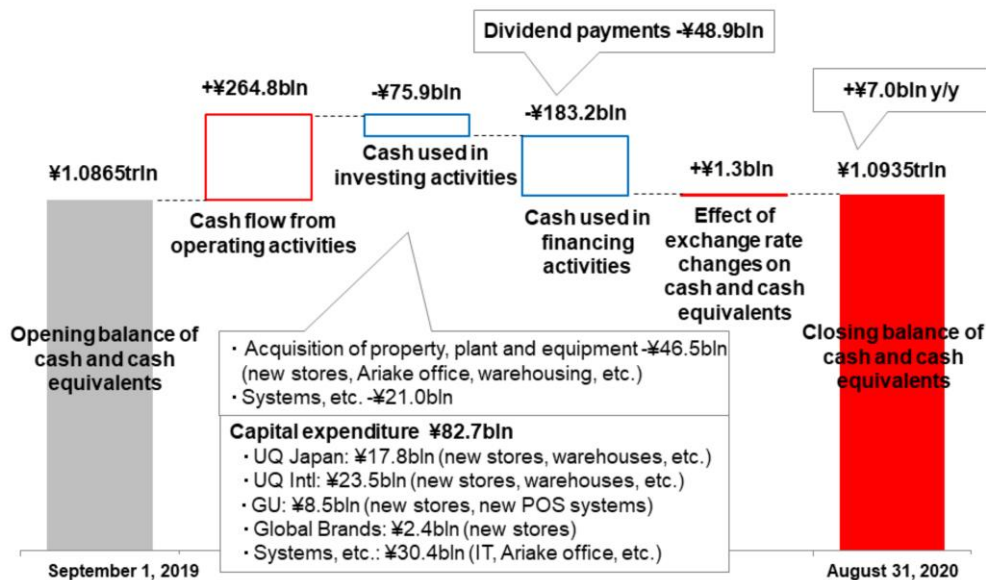 Dividend payments -¥48.9bln
+¥264.8bln
-¥75.9bln
-¥183.2bln
+¥7.0bln y/y
¥1.0865trln
Cash used in
investing activities
+¥1.3bln
¥1.0935trln
Cash flow from
operating activities
Cash used in
financing
activities
Effect of
exchange rate
changes on
cash and cash
equivalents
Opening balance of
cash and cash
equivalents
・Acquisition of property, plant and equipment -¥46.5bln
(new stores, Ariake office, warehousing, etc.)
・Systems, etc. -¥21.0bln
Capital expenditure ¥82.7bln
・UQ Japan: ¥17.8bln (new stores, warehouses, etc.)
・UQ Intl: ¥23.5bln (new stores, warehouses, etc.)
・GU: ¥8.5bln (new stores, new POS systems)
・Global Brands: ¥2.4bln (new stores)
・Systems, etc.: ¥30.4bln (IT, Ariake office, etc.)
Closing balance of
cash and cash
equivalents
September 1, 2019
August 31, 2020